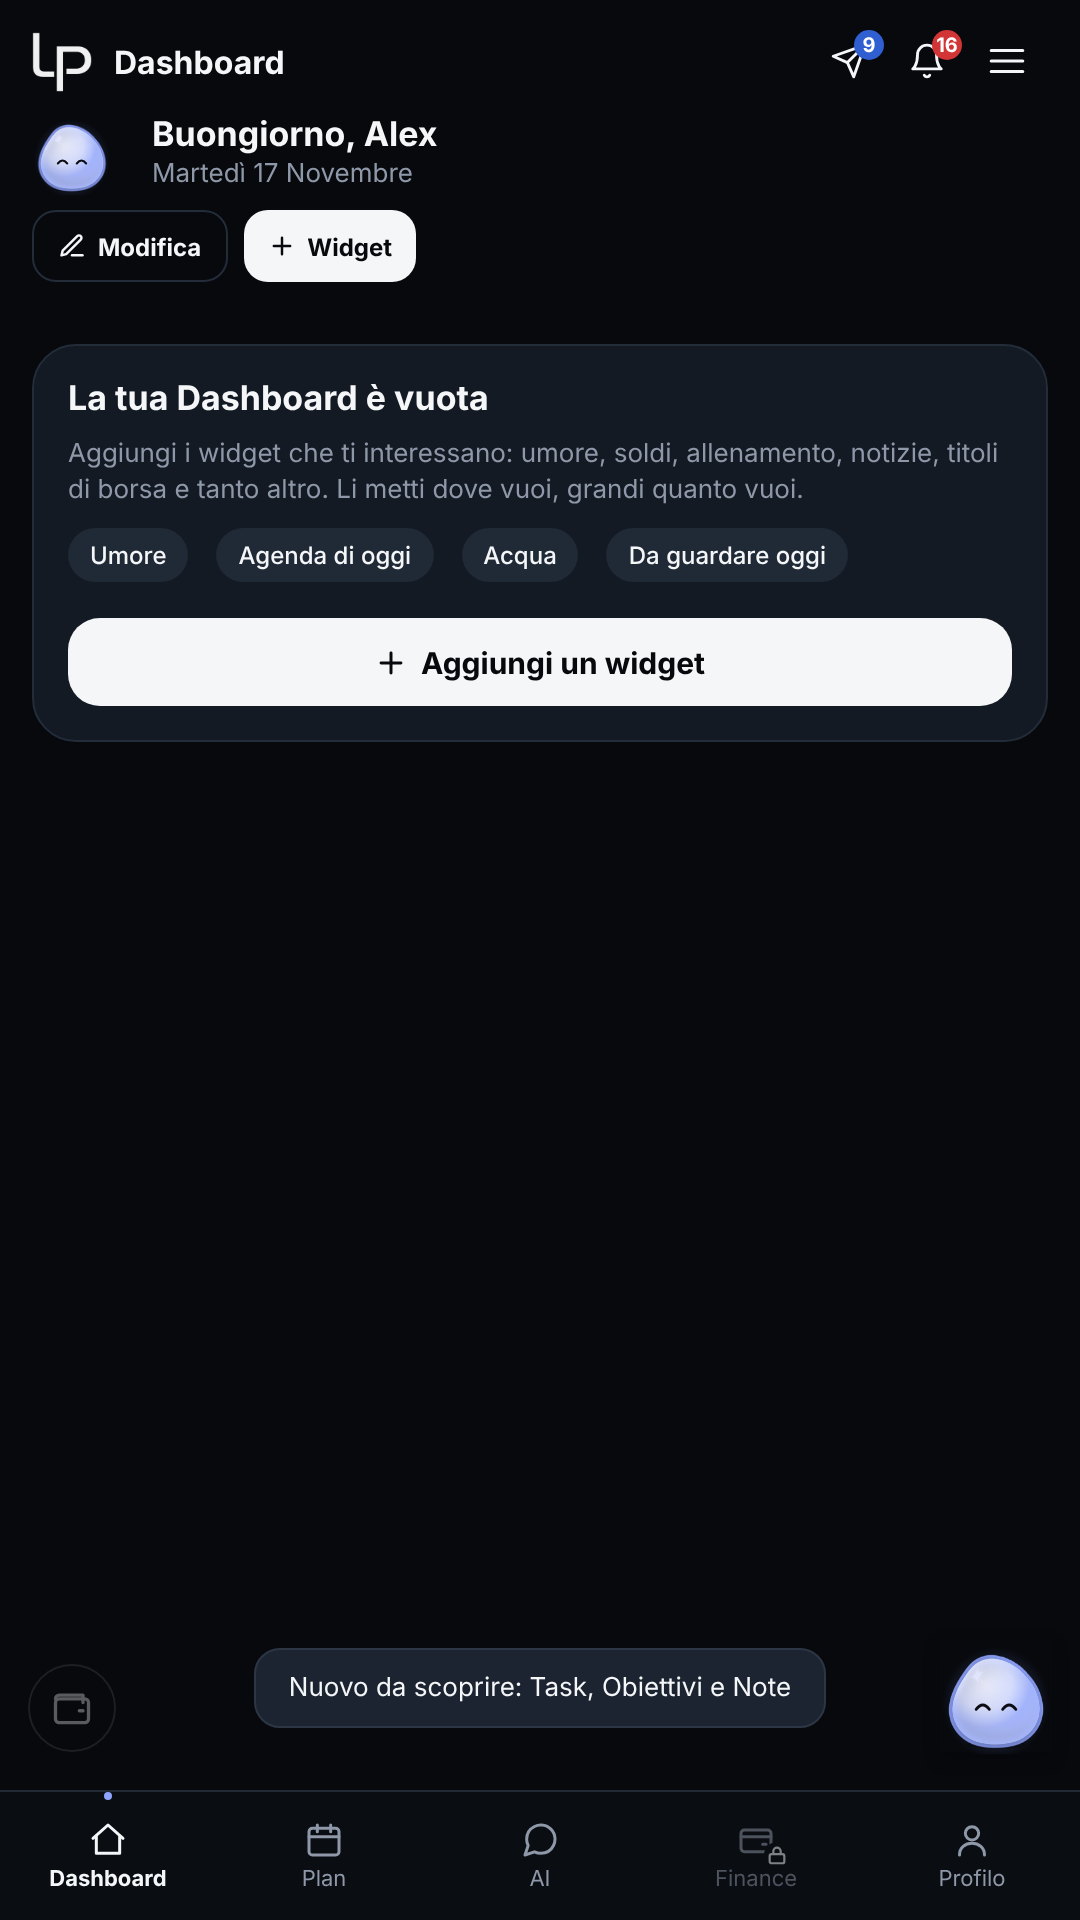 LP Dashboard
9
16
Buongiorno, Alex
Martedì 17 Novembre
Modifica
Widget
La tua Dashboard è vuota
Aggiungi i widget che ti interessano: umore, soldi, allenamento, notizie, titoli
di borsa e tanto altro. Li metti dove vuoi, grandi quanto vuoi.
Umore
Agenda di oggi
Acqua
Da guardare oggi
Aggiungi un widget
Nuovo da scoprire: Task, Obiettivi e Note
Dashboard
Plan
AI
Finance
Profilo